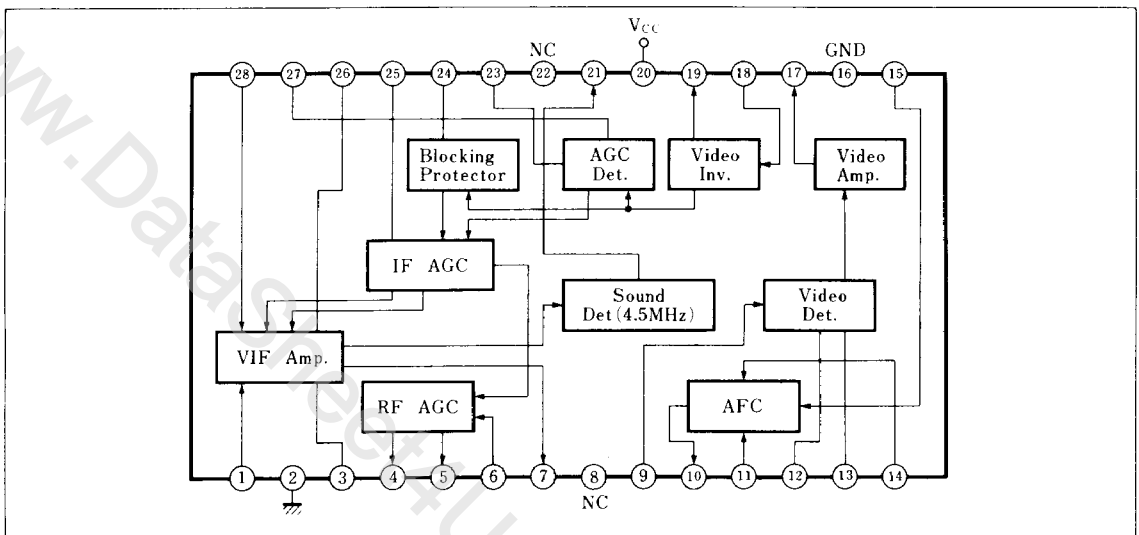 NC
Vcc
GND
28 27 26 25 24 23 22 21 20 19 18 17 16 15
Blocking
Protector
AGC
Det.
Video
Inv.
Video
Amp.
IF AGC
Sound
Det(4.5MHz)
Video
Det.
VIF Amp.
RF AGC
AFC
1 2 3 4 5 6 7 8 9 10 11 12 13 14
NC
www.DataSheet4U